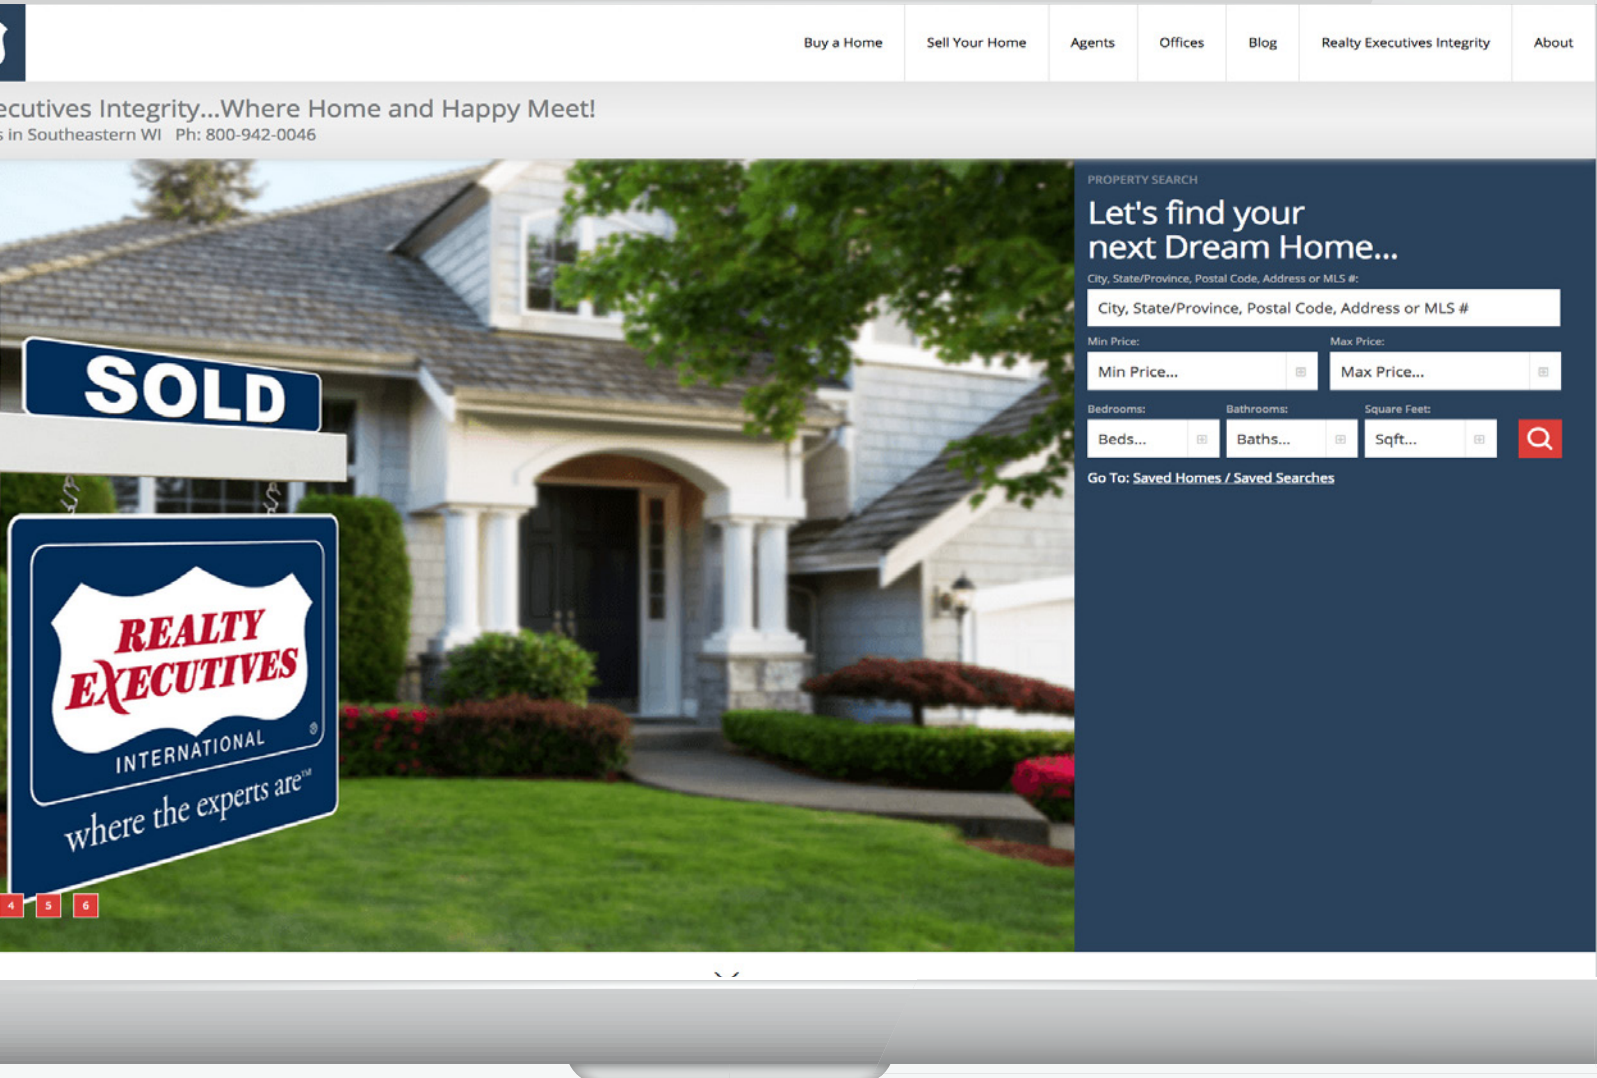 Buy a Home
Sell Your Home
Agents
Offices
Blog
Realty Executives Integrity
About
ecutives Integrity...Where Home and Happy Meet!
s in Southeastern WI Ph: 800-942-0046
PROPERTY SEARCH
Let's find your
next Dream Home...
City, State/Province, Postal Code, Address or MLS #:
City, State/Province, Postal Code, Address or MLS #
Min Price:
Max Price:
Min Price...
Max Price...
Bedrooms:
Bathrooms:
Square Feet:
Beds...
Baths...
Sqft...
Go To: Saved Homes / Saved Searches
SOLD
REALTY
EXECUTIVES
®
INTERNATIONAL
where the experts are™
4 5 6